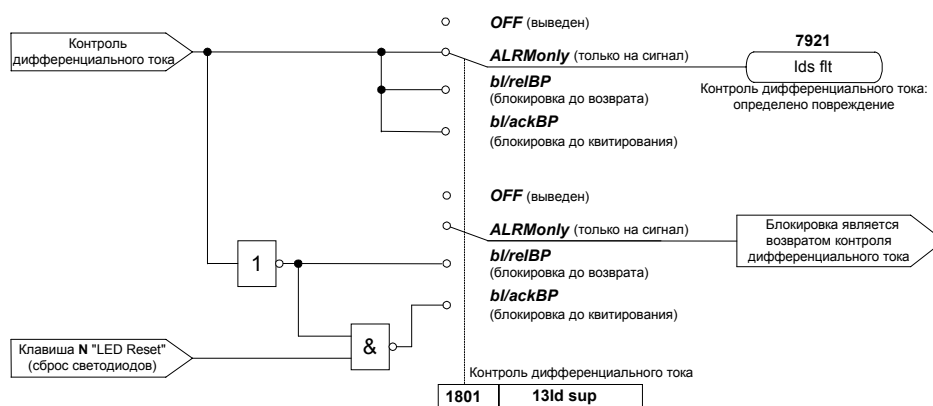 OFF (выведен)
Контроль
дифференциального тока
ALRMonly (только на сигнал)
7921
Ids flt
Контроль дифференциального тока:
определено повреждение
bl/relBP
(блокировка до возврата)
bl/ackBP
(блокировка до квитирования)
OFF (выведен)
ALRMonly (только на сигнал)
Блокировка является
возвратом контроля
дифференциального тока
bl/relBP
(блокировка до возврата)
1
bl/ackBP
(блокировка до квитирования)
&
Клавиша N "LED Reset"
(сброс светодиодов)
Контроль дифференциального тока
1801 13Id sup